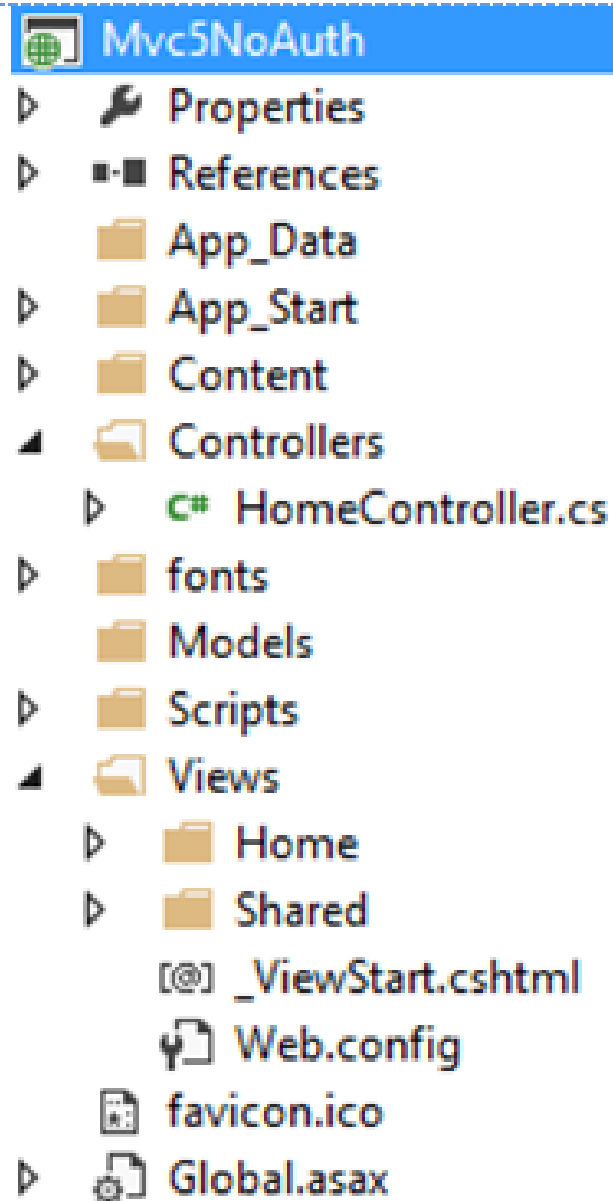 Mvc5NoAuth
Properties
References
App_Data
App_Start
Content
Controllers
C# HomeController.cs
fonts
Models
Scripts
Views
Home
Shared
[@] _ViewStart.cshtml
Web.config
favicon.ico
Global.asax